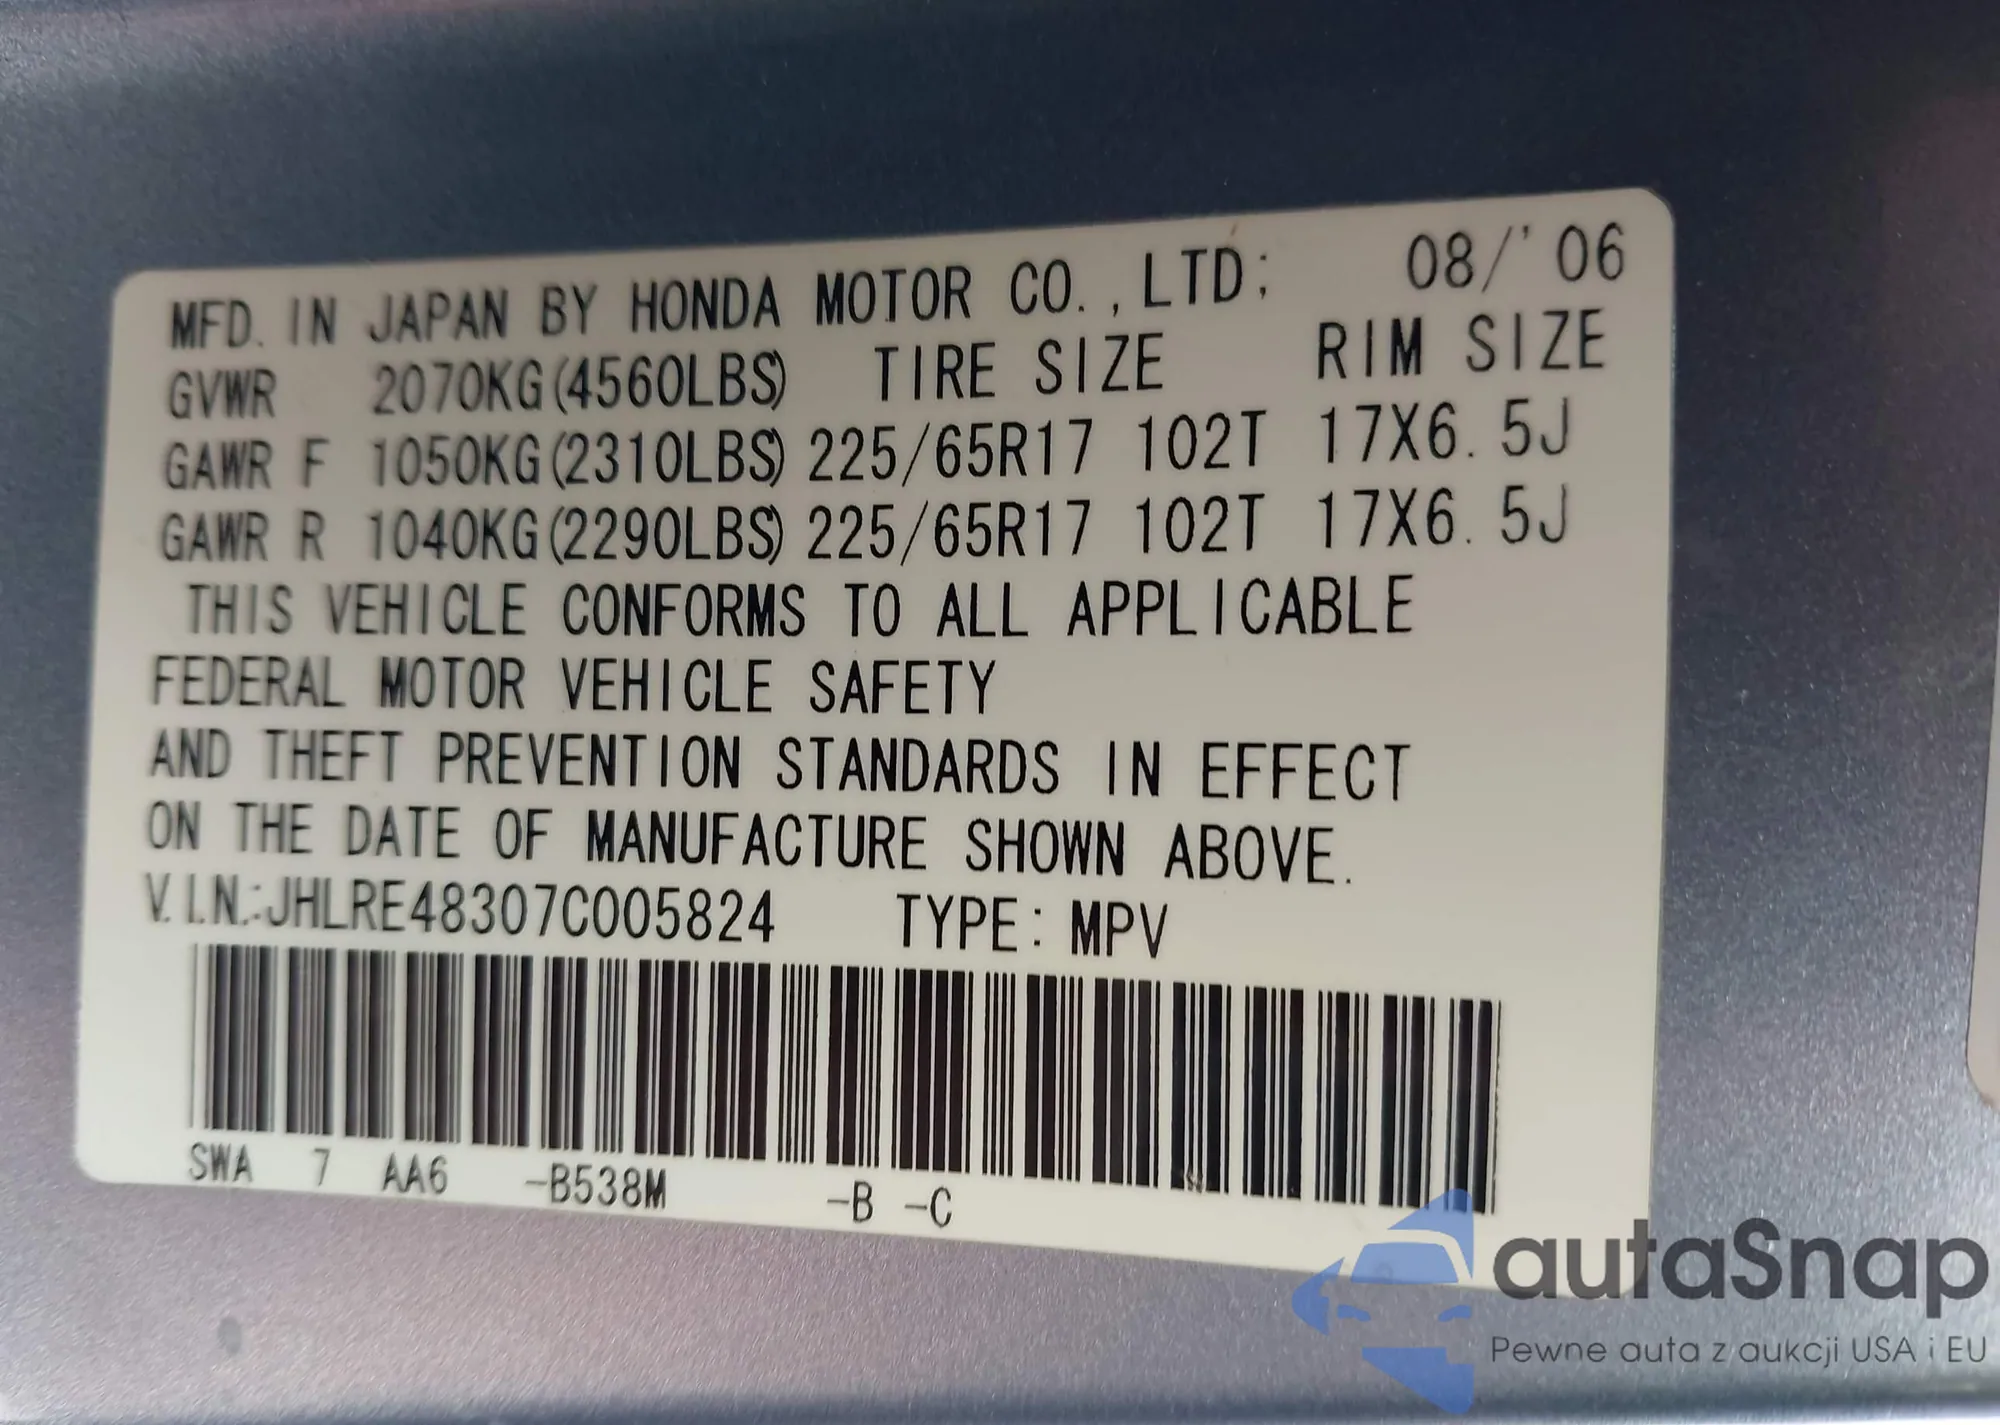 MFD. IN JAPAN BY HONDA MOTOR CO.,LTD; 08/'06
GVWR 2070KG(4560LBS) TIRE SIZE RIM SIZE
GAWR F 1050KG(2310LBS) 225/65R17 102T 17X6.5J
GAWR R 1040KG(2290LBS) 225/65R17 102T 17X6.5J
THIS VEHICLE CONFORMS TO ALL APPLICABLE
FEDERAL MOTOR VEHICLE SAFETY
AND THEFT PREVENTION STANDARDS IN EFFECT
ON THE DATE OF MANUFACTURE SHOWN ABOVE.
V.I.N.:JHLRE48307C005824 TYPE: MPV
SWA 7 AA6 -B538M -B -C
autaSnap
Pewne auta z aukcji USA i EU